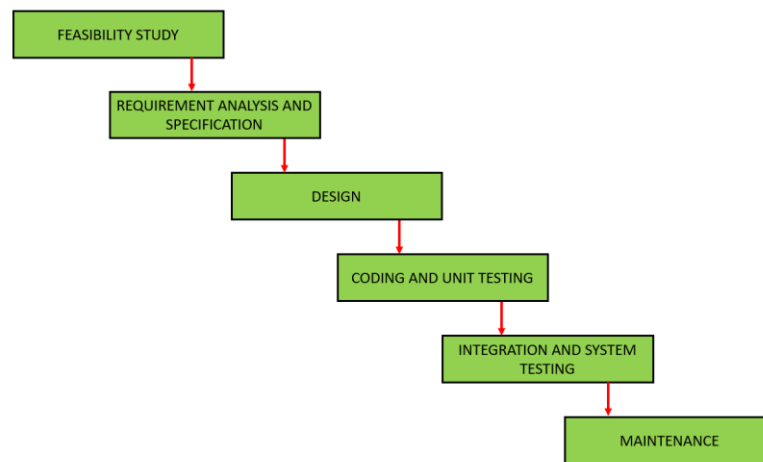 FEASIBILITY STUDY
REQUIREMENT ANALYSIS AND
SPECIFICATION
DESIGN
CODING AND UNIT TESTING
INTEGRATION AND SYSTEM
TESTING
MAINTENANCE